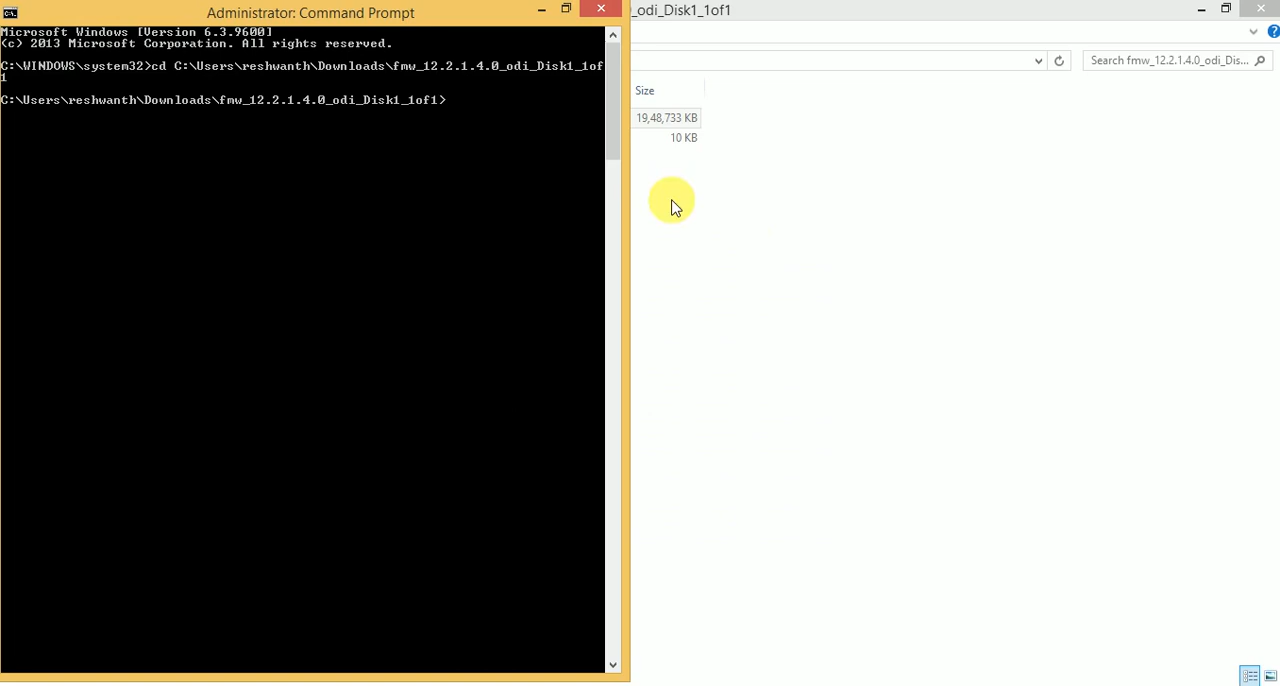 Administrator: Command Prompt
Microsoft Windows [Version 6.3.9600]
(c) 2013 Microsoft Corporation. All rights reserved.
C:\WINDOWS\system32>cd C:\Users\reshwanth\Downloads\fmw_12.2.1.4.0_odi_Disk1_1of
1
C:\Users\reshwanth\Downloads\fmw_12.2.1.4.0_odi_Disk1_1of1>
_odi_Disk1_1of1
Search fmw_12.2.1.4.0_odi_Dis...
Size
19,48,733 KB
10 KB